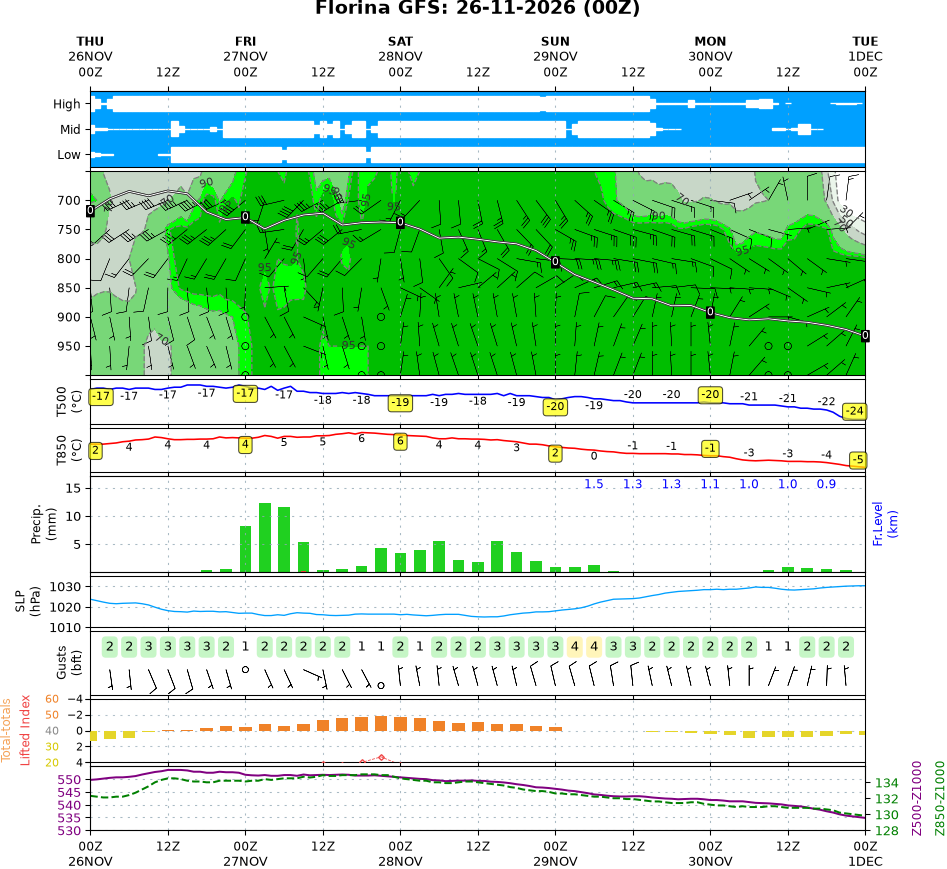 Florina GFS: 26-11-2026 (00Z)
THU FRI SAT SUN MON TUE
26NOV 27NOV 28NOV 29NOV 30NOV 1DEC
00Z 12Z 00Z 12Z 00Z 12Z 00Z 12Z 00Z 12Z 00Z
High
Mid
Low
700
750
800
850
900
950
90 70 95 90 95 95 70 90 30 50
95 95 95 95
70 95
0 0 0 0 0 0
T500 (°C)
-17 -17 -17 -17 -17 -17 -18 -18 -19 -19 -18 -19 -20 -19 -20 -20 -20 -21 -21 -22 -24
T850 (°C)
2 4 4 4 4 5 5 6 6 4 4 3 2 0 -1 -1 -1 -3 -3 -4 -5
Precip. (mm)
15
10
5
1.5 1.3 1.3 1.1 1.0 1.0 0.9
Fr.Level (km)
SLP (hPa)
1030
1020
1010
Gusts (bft)
2 2 3 3 3 3 2 1 2 2 2 2 2 1 1 2 1 2 2 2 3 3 3 3 4 4 3 3 2 2 2 2 2 2 1 1 2 2 2
Total-totals
Lifted Index
60 −4
50 −2
40 0
30 2
20 4
550
545
540
535
530
134
132
130
128
Z500-Z1000
Z850-Z1000
00Z 12Z 00Z 12Z 00Z 12Z 00Z 12Z 00Z 12Z 00Z
26NOV 27NOV 28NOV 29NOV 30NOV 1DEC